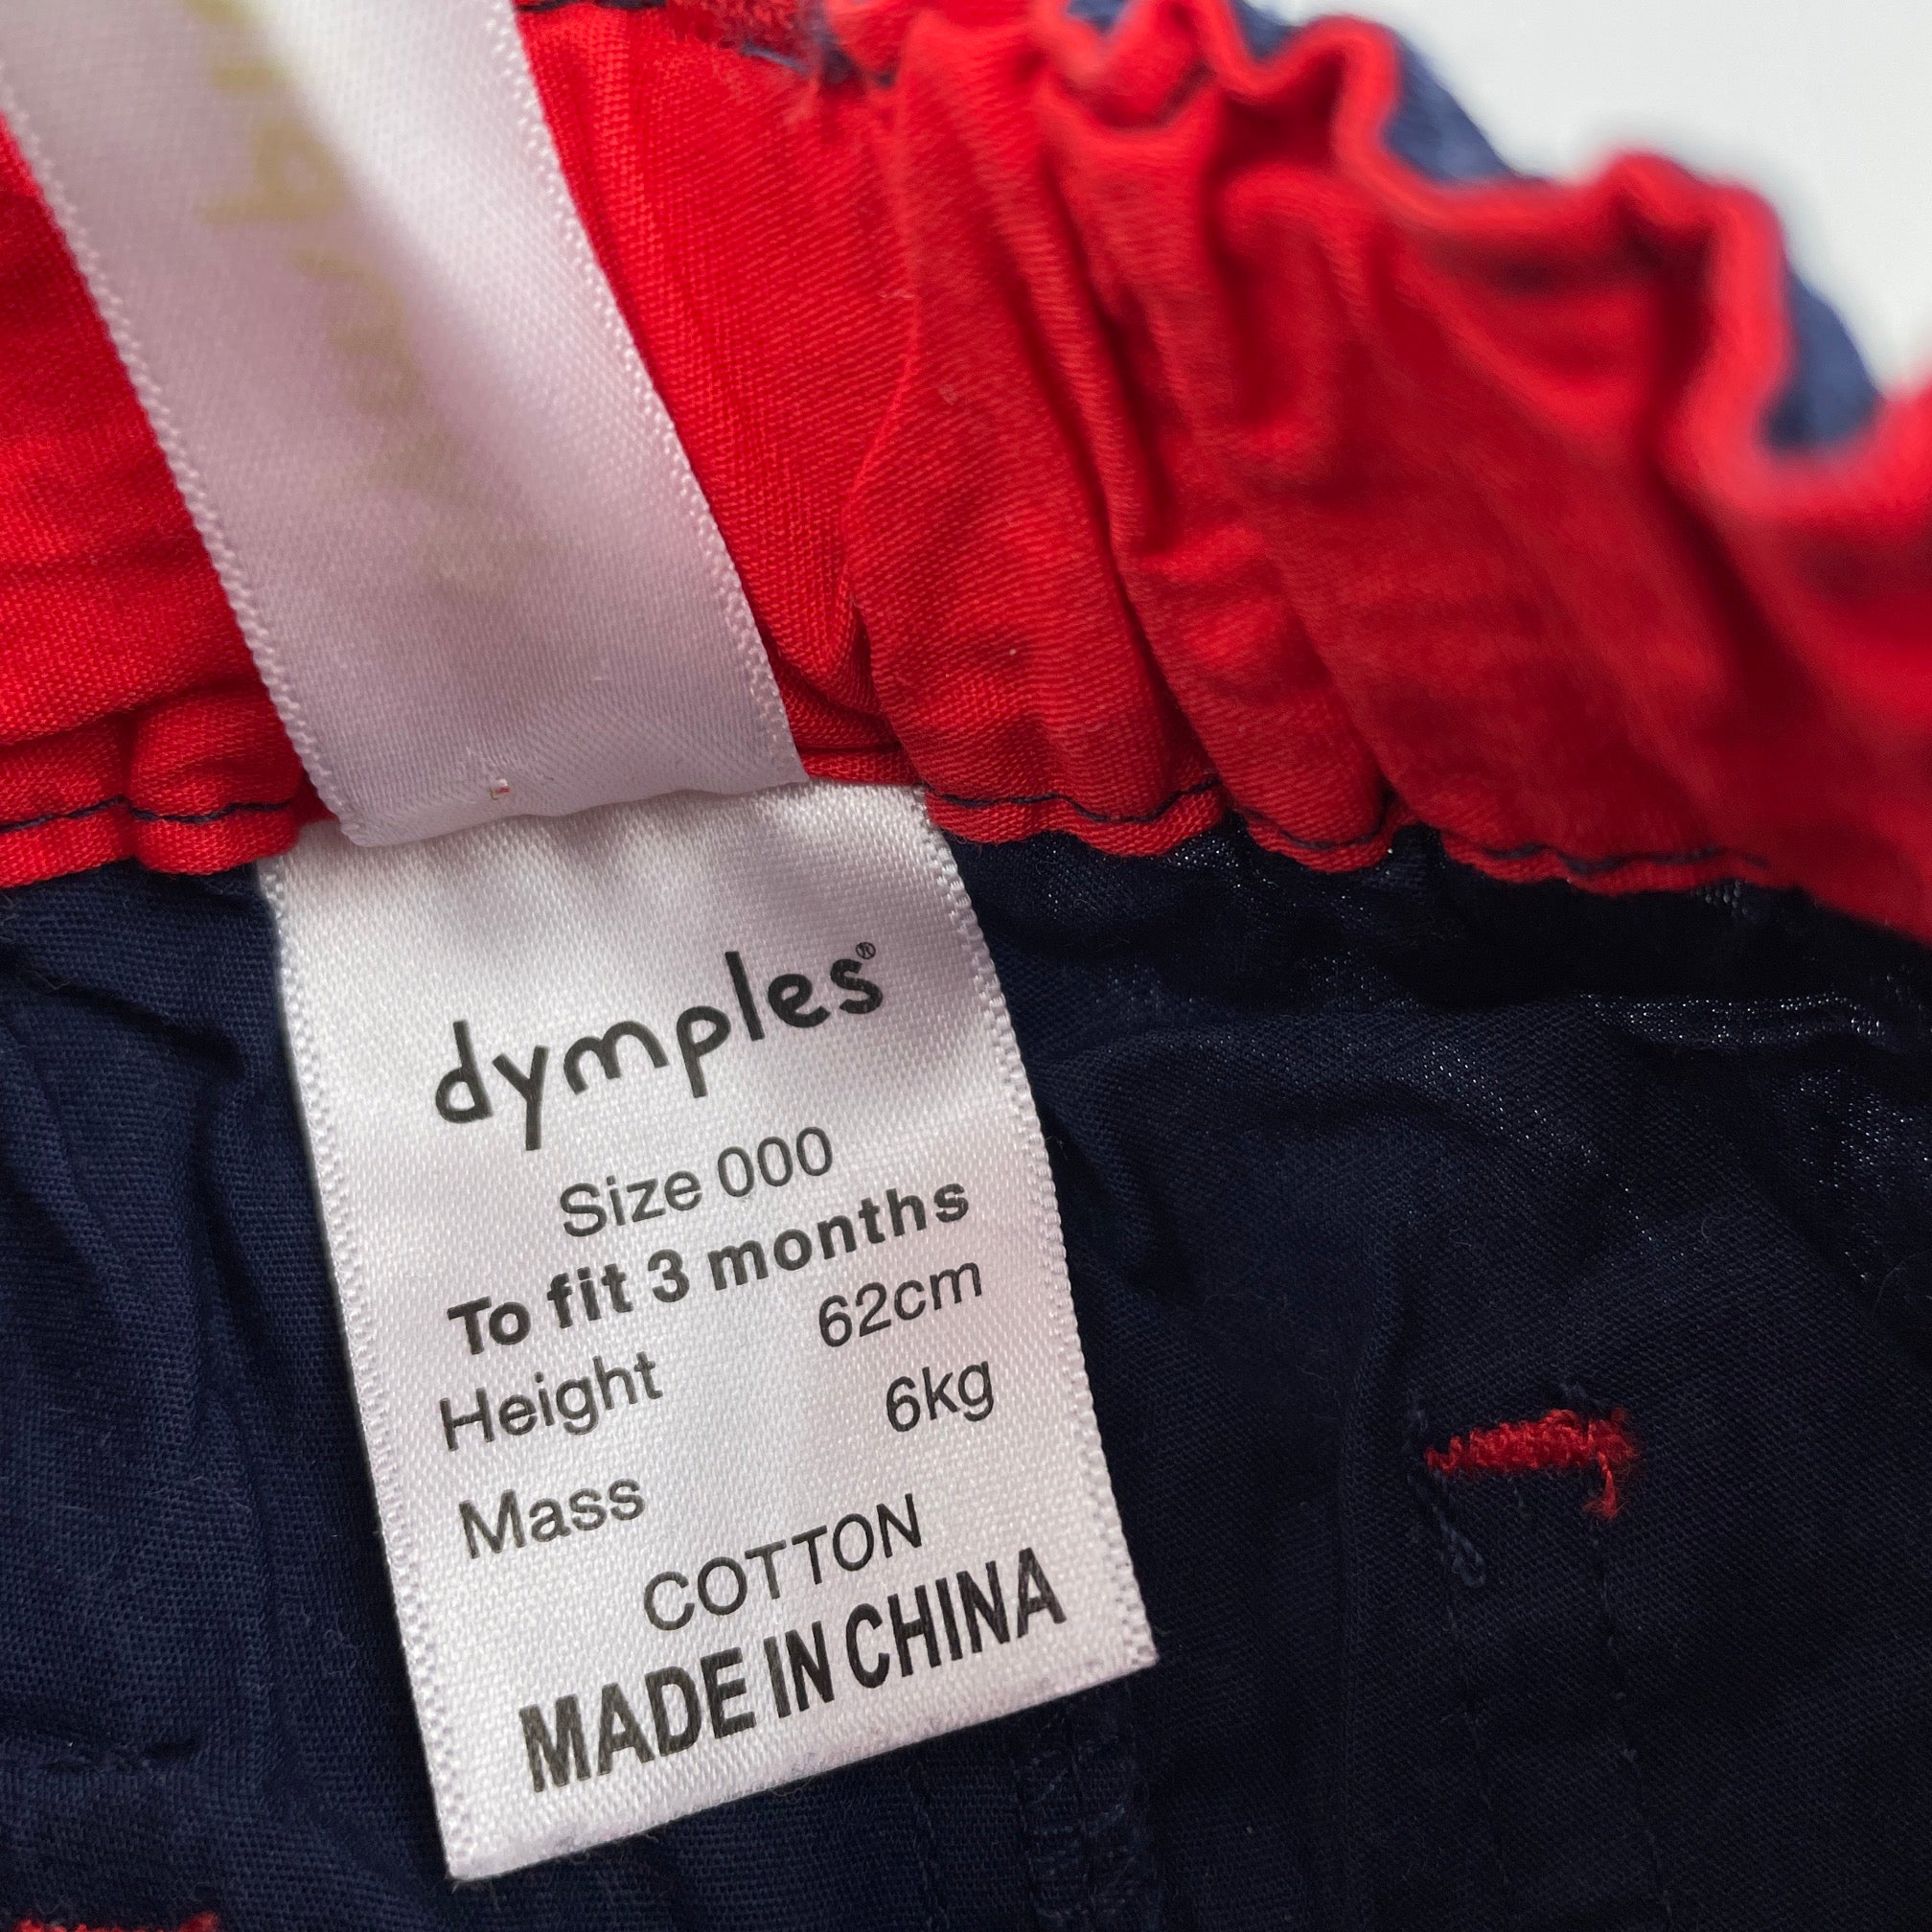 dymples®
Size 000
To fit 3 months
Height 62cm
Mass 6kg
COTTON
MADE IN CHINA